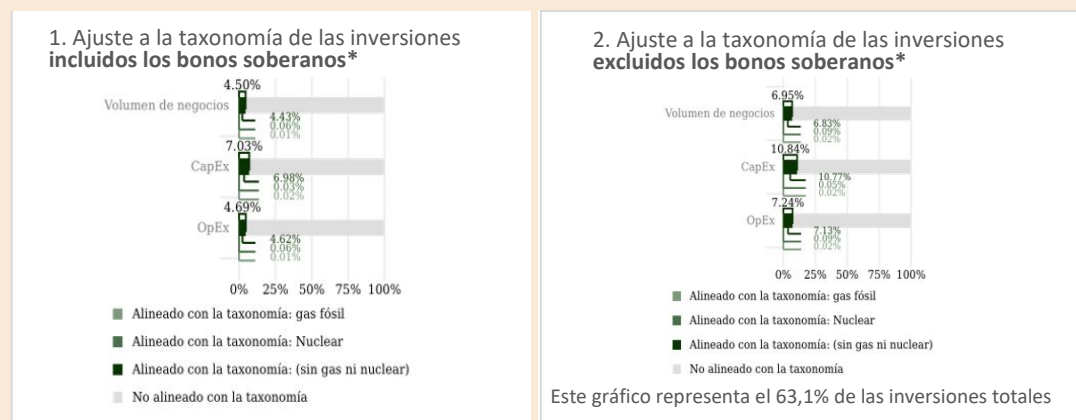 1. Ajuste a la taxonomía de las inversiones
incluidos los bonos soberanos*
4.50%
Volumen de negocios
4.43%
0.06%
0.01%
7.03%
CapEx
6.98%
0.03%
0.02%
4.69%
OpEx
4.62%
0.06%
0.01%
0% 25% 50% 75% 100%
Alineado con la taxonomía: gas fósil
Alineado con la taxonomía: Nuclear
Alineado con la taxonomía: (sin gas ni nuclear)
No alineado con la taxonomía
2. Ajuste a la taxonomía de las inversiones
excluidos los bonos soberanos*
6.95%
Volumen de negocios
6.83%
0.09%
0.02%
10.84%
CapEx
10.77%
0.05%
0.02%
7.24%
OpEx
7.13%
0.09%
0.02%
0% 25% 50% 75% 100%
Alineado con la taxonomía: gas fósil
Alineado con la taxonomía: Nuclear
Alineado con la taxonomía: (sin gas ni nuclear)
No alineado con la taxonomía
Este gráfico representa el 63,1% de las inversiones totales